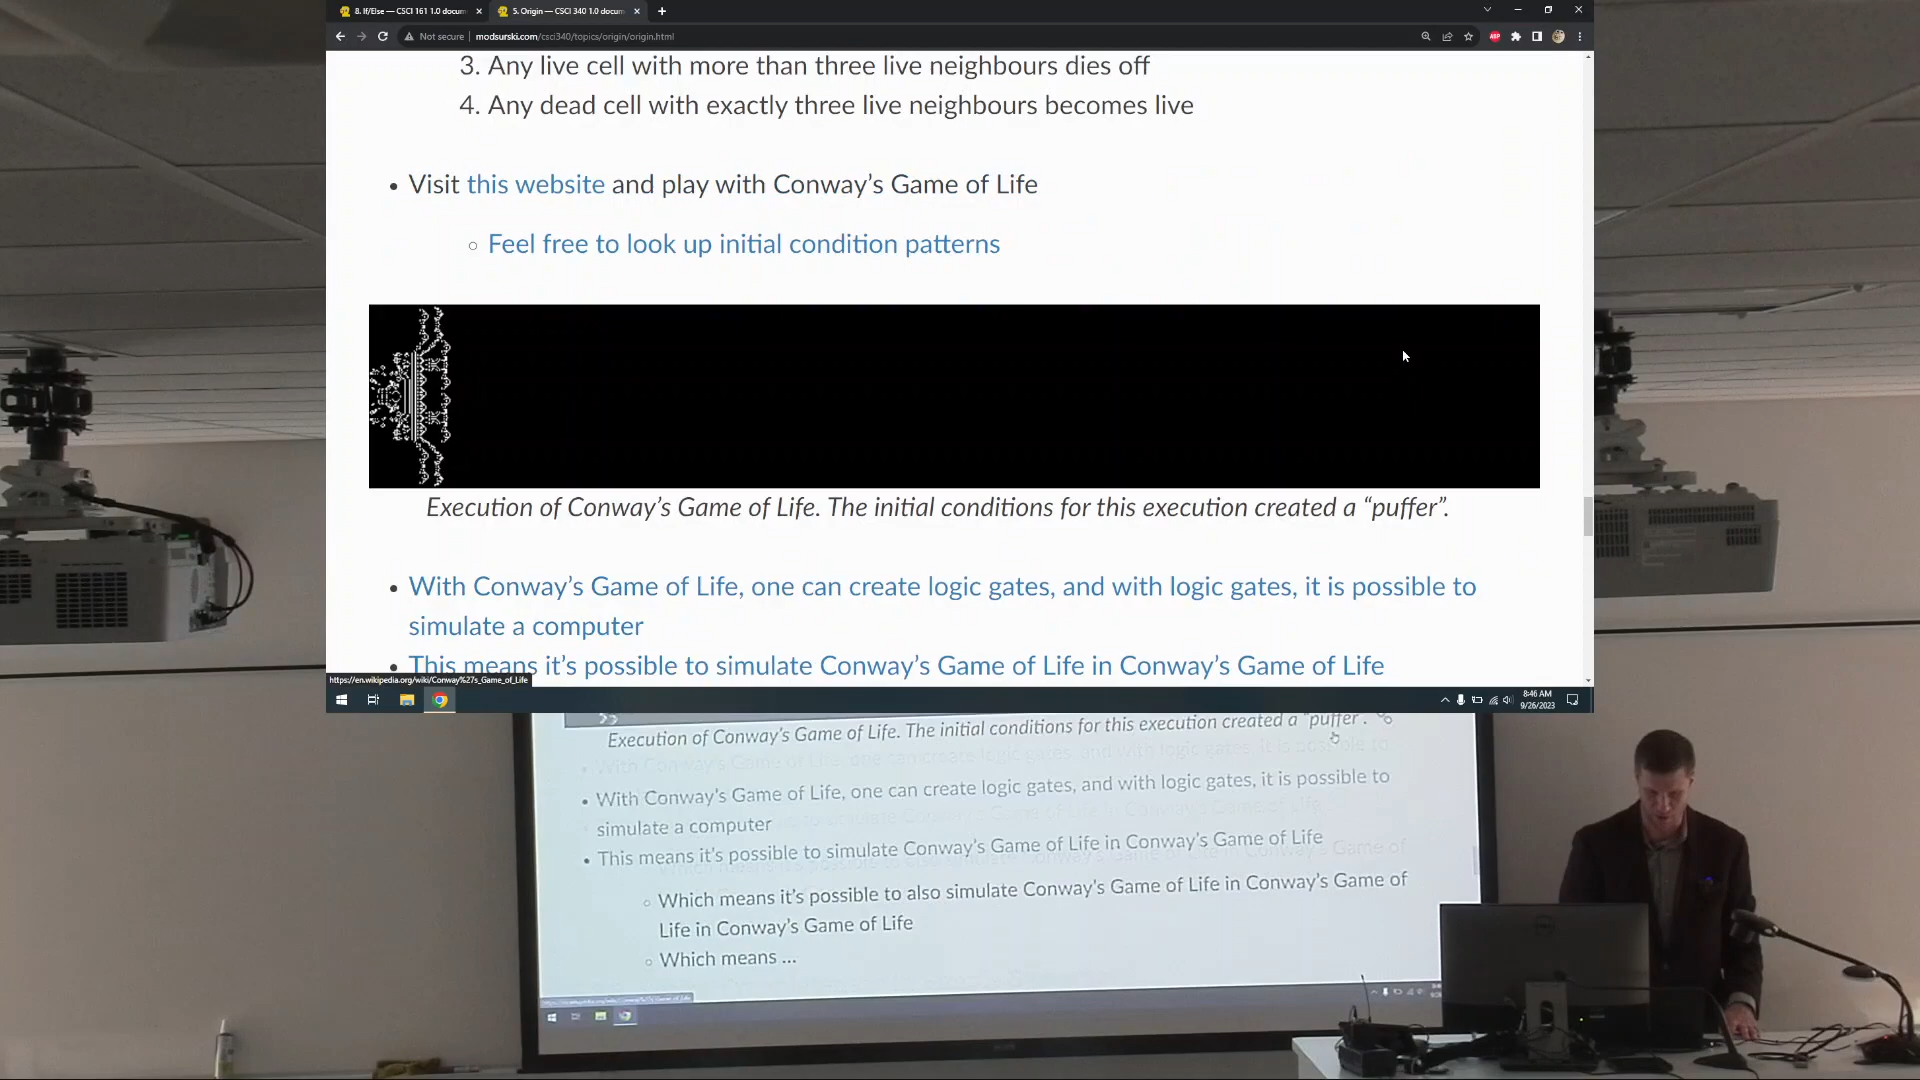 8. If/Else — CSCI 161 1.0 docum
5. Origin — CSCI 340 1.0 docum
Not secure | modsurski.com/csci340/topics/origin/origin.html
3. Any live cell with more than three live neighbours dies off
4. Any dead cell with exactly three live neighbours becomes live
Visit this website and play with Conway’s Game of Life
Feel free to look up initial condition patterns
Execution of Conway’s Game of Life. The initial conditions for this execution created a “puffer”.
With Conway’s Game of Life, one can create logic gates, and with logic gates, it is possible to
simulate a computer
This means it’s possible to simulate Conway’s Game of Life in Conway’s Game of Life
https://en.wikipedia.org/wiki/Conway%27s_Game_of_Life
8:46 AM
9/26/2023
Execution of Conway’s Game of Life. The initial conditions for this execution created a “puffer”.
With Conway’s Game of Life, one can create logic gates, and with logic gates, it is possible to
simulate a computer
This means it’s possible to simulate Conway’s Game of Life in Conway’s Game of Life
Which means it’s possible to also simulate Conway’s Game of Life in Conway’s Game of
Life in Conway’s Game of Life
Which means ...